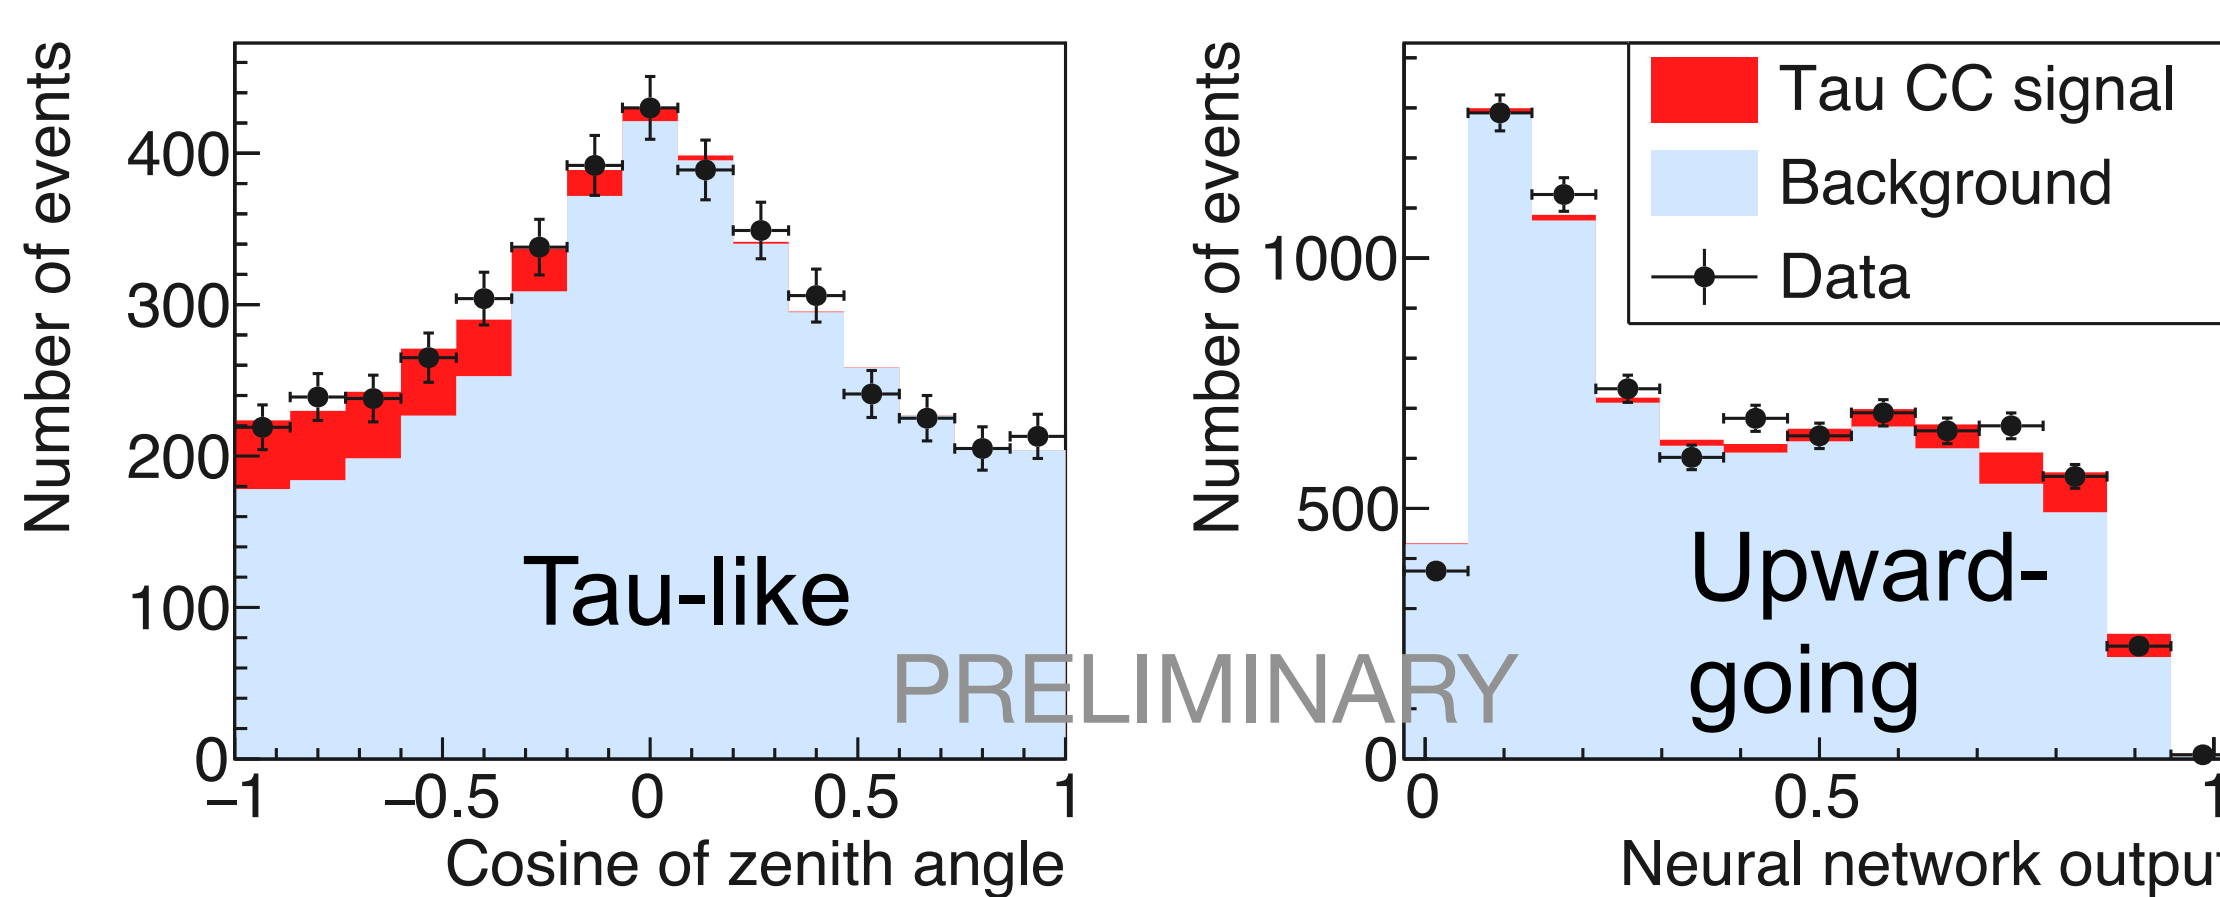 Number of events
400
300
200
100
0
–1
–0.5
0
0.5
1
Cosine of zenith angle
Tau-like
PRELIMINARY
Number of events
1000
500
0
0
0.5
1
Neural network output
Tau CC signal
Background
Data
Upward-
going